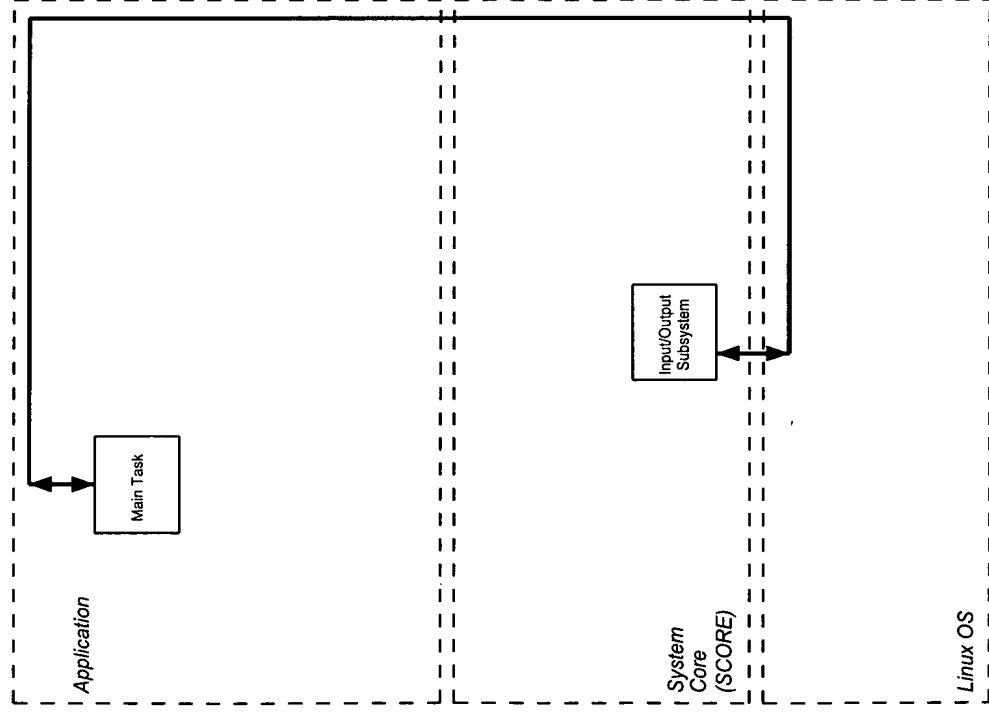 Application
Main Task
System
Core
(SCORE)
Input/Output
Subsystem
Linux OS